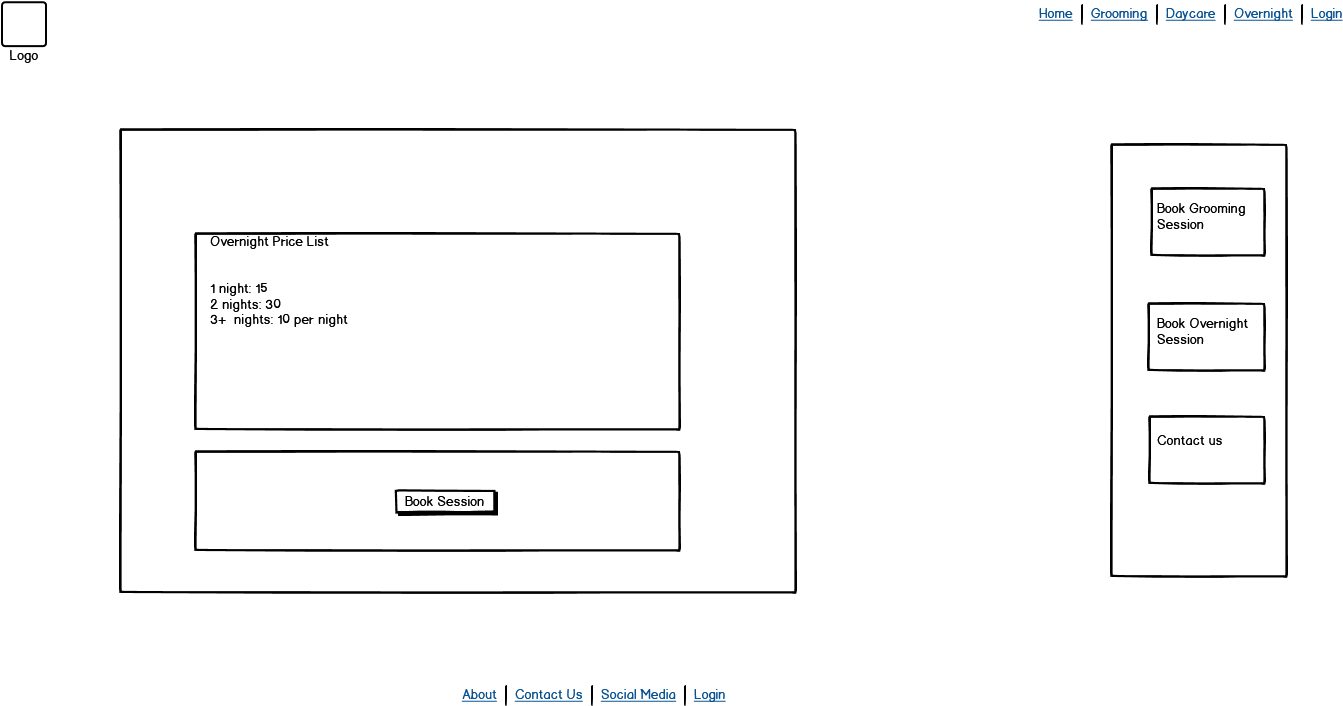 Home Grooming Daycare Overnight Login
Logo
Overnight Price List
1 night: 15
2 nights: 30
3+ nights: 10 per night
Book Session
Book Grooming
Session
Book Overnight
Session
Contact us
About Contact Us Social Media Login